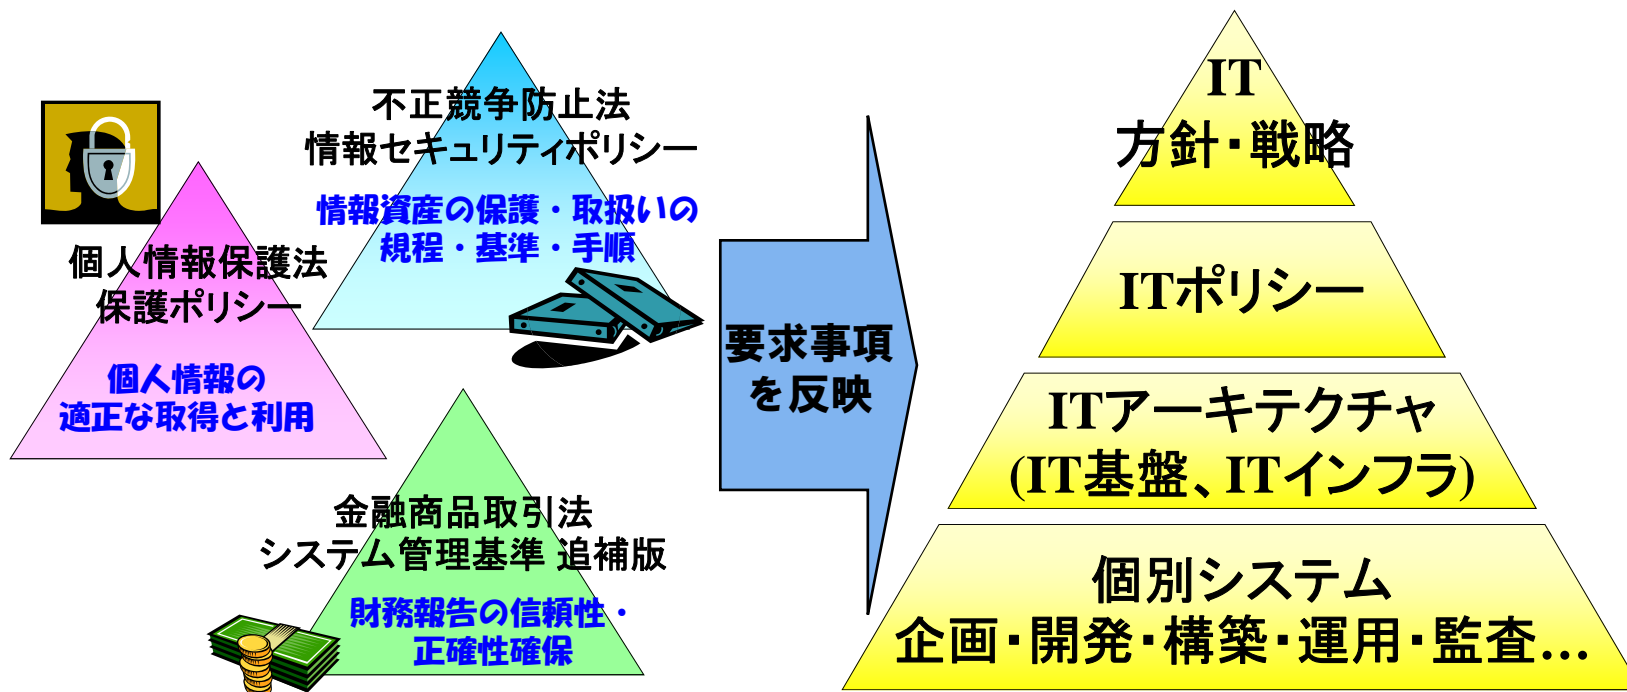 不正競争防止法
情報セキュリティポリシー
情報資産の保護・取扱いの
規程・基準・手順
個人情報保護法
保護ポリシー
個人情報の
適正な取得と利用
金融商品取引法
システム管理基準 追補版
財務報告の信頼性・
正確性確保
要求事項
を反映
IT
方針・戦略
ITポリシー
ITアーキテクチャ
(IT基盤、ITインフラ)
個別システム
企画・開発・構築・運用・監査…